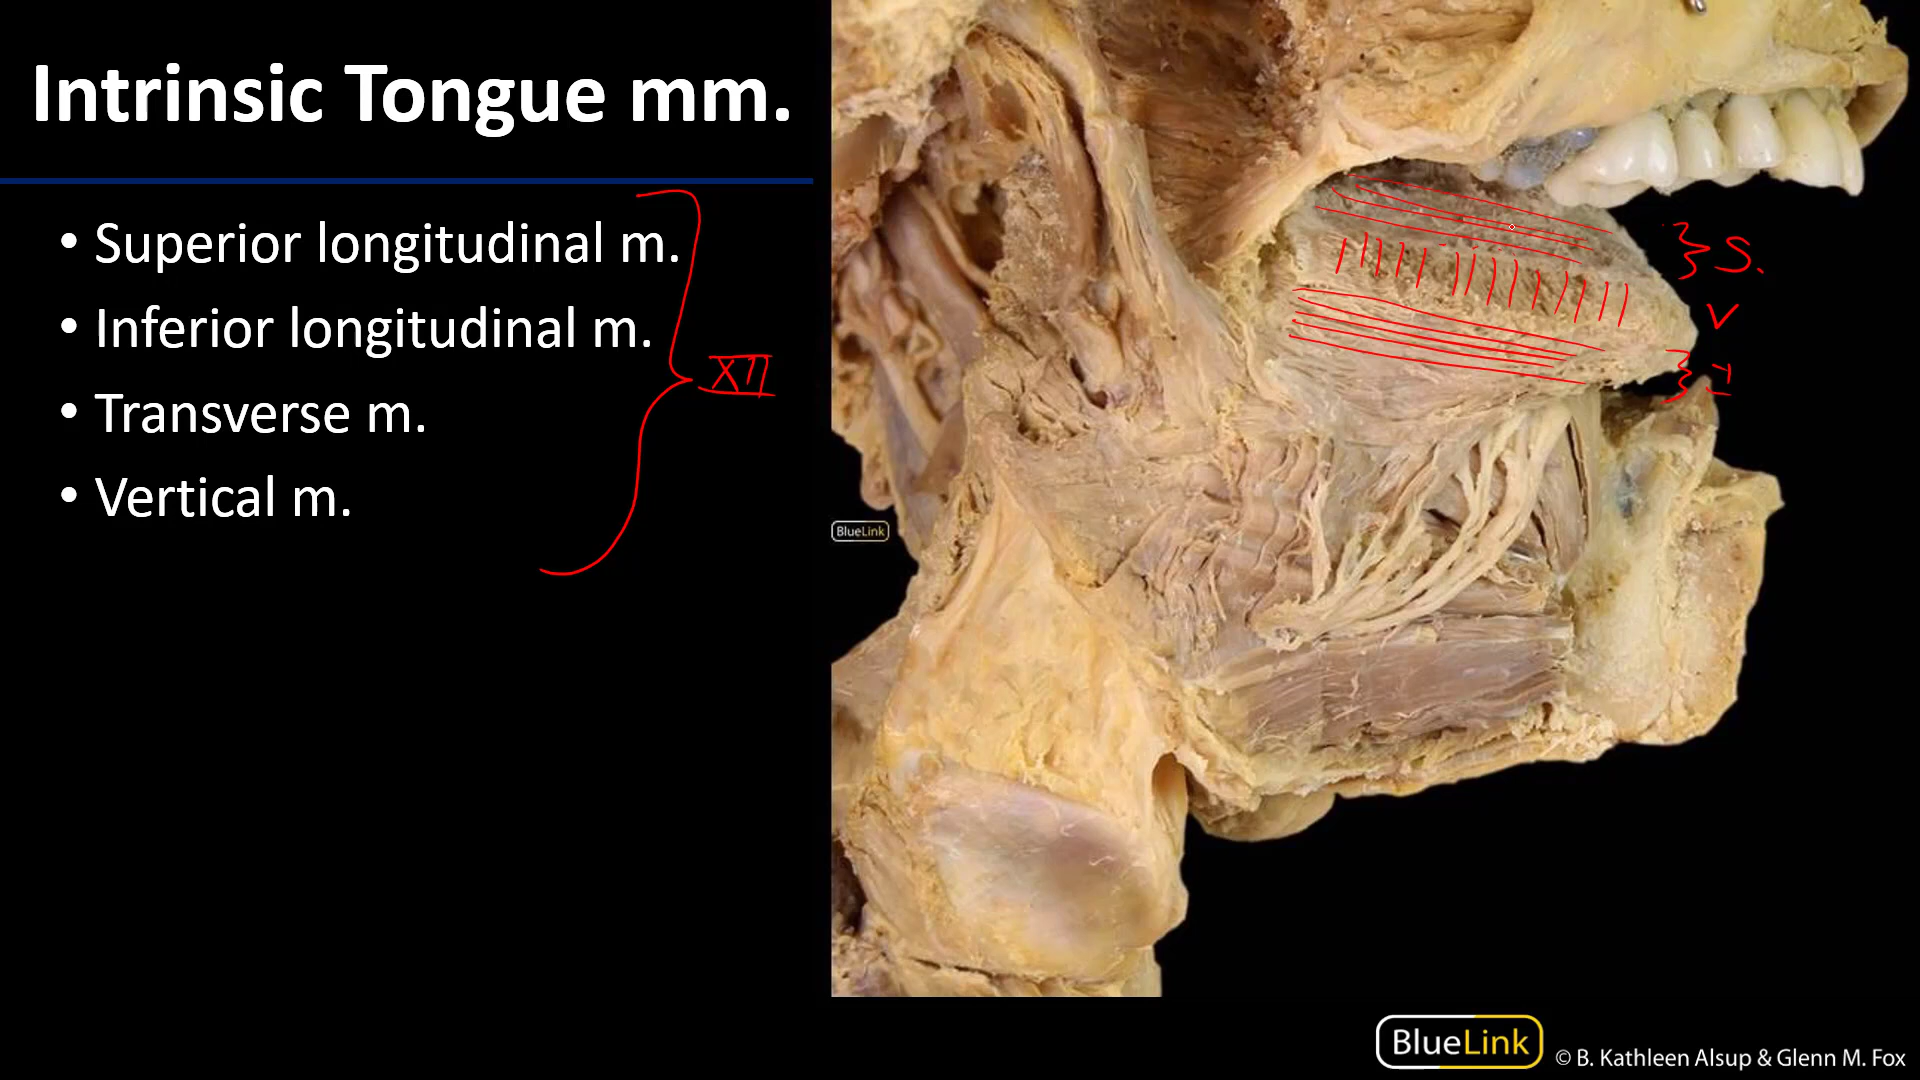 Intrinsic Tongue mm.
• Superior longitudinal m.
• Inferior longitudinal m.
• Transverse m.
• Vertical m.
XII
S.
V
I
BlueLink
BlueLink
© B. Kathleen Alsup & Glenn M. Fox